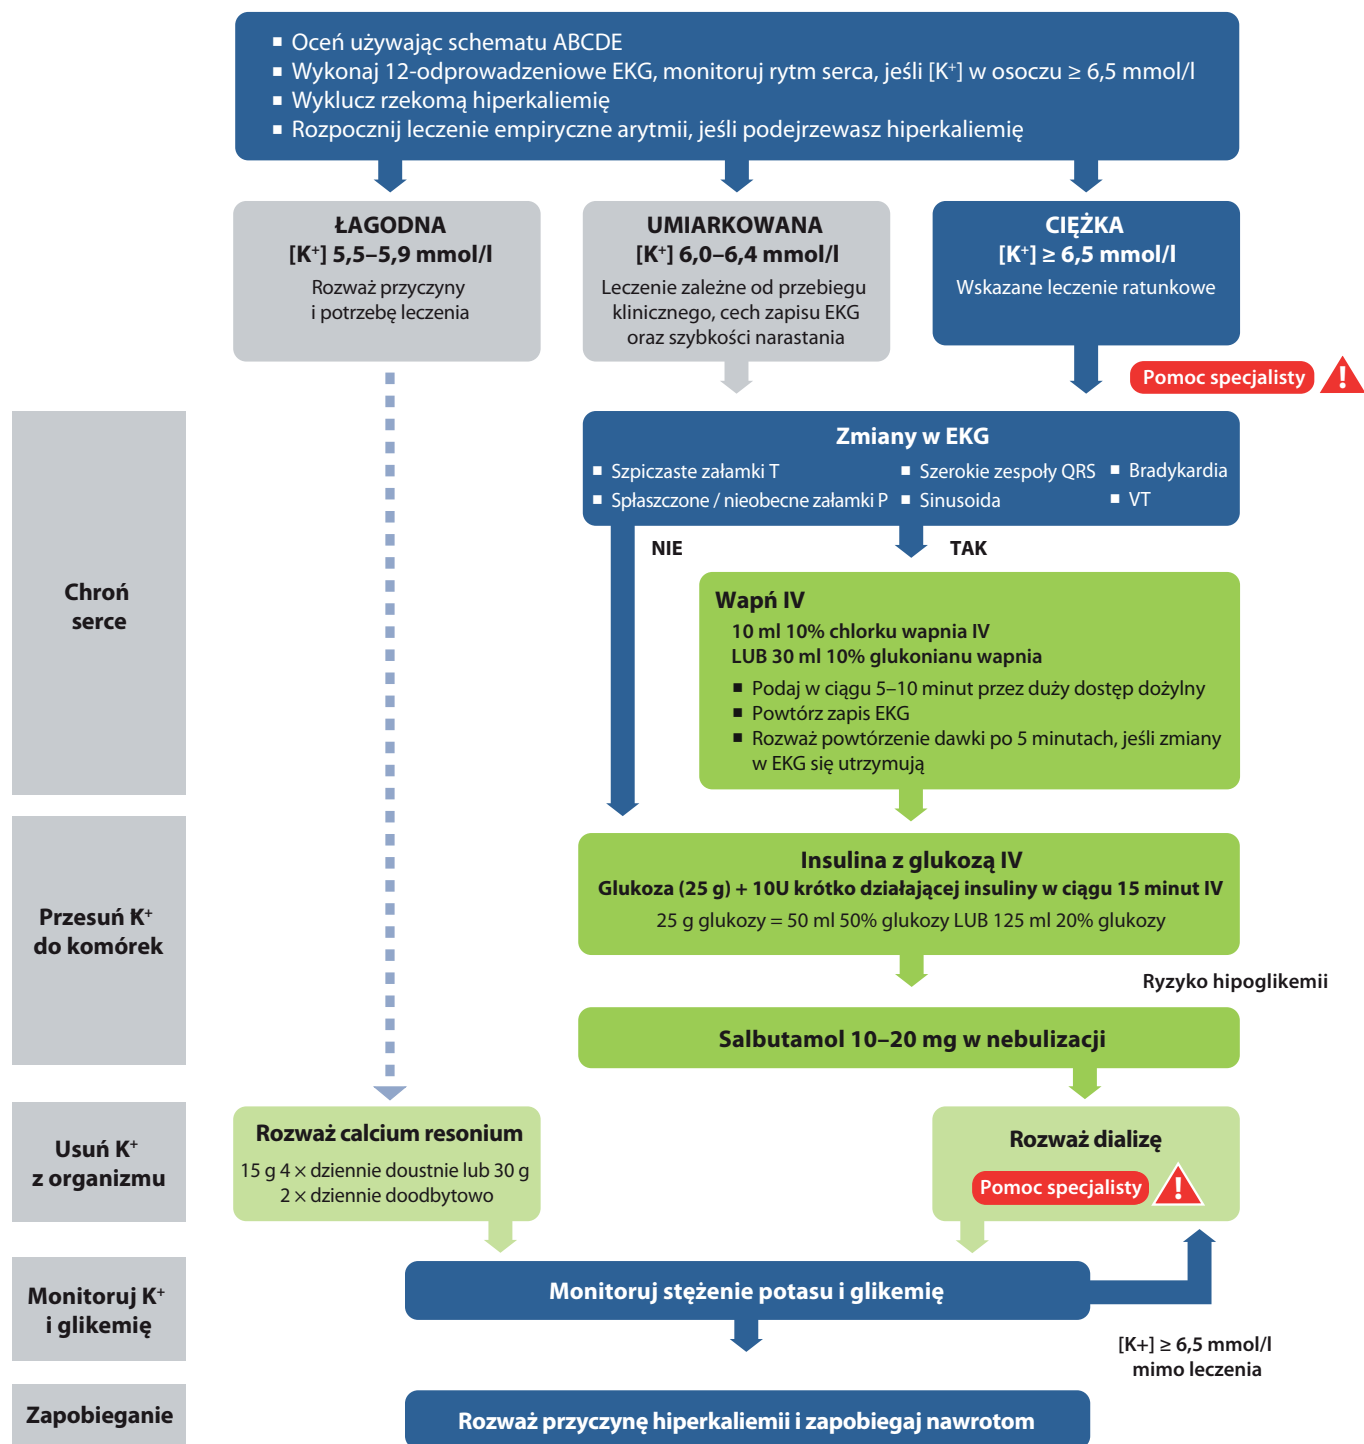 ▪ Oceń używając schematu ABCDE
▪ Wykonaj 12-odprowadzeniowe EKG, monitoruj rytm serca, jeśli [K⁺] w osoczu ≥ 6,5 mmol/l
▪ Wyklucz rzekomą hiperkaliemię
▪ Rozpocznij leczenie empiryczne arytmii, jeśli podejrzewasz hiperkaliemię
ŁAGODNA
[K⁺] 5,5–5,9 mmol/l
Rozważ przyczyny
i potrzebę leczenia
UMIARKOWANA
[K⁺] 6,0–6,4 mmol/l
Leczenie zależne od przebiegu
klinicznego, cech zapisu EKG
oraz szybkości narastania
CIĘŻKA
[K⁺] ≥ 6,5 mmol/l
Wskazane leczenie ratunkowe
Pomoc specjalisty !
Chroń
serce
Zmiany w EKG
▪ Szpiczaste załamki T
▪ Spłaszczone / nieobecne załamki P
▪ Szerokie zespoły QRS
▪ Sinusoida
▪ Bradykardia
▪ VT
NIE
TAK
Wapń IV
10 ml 10% chlorku wapnia IV
LUB 30 ml 10% glukonianu wapnia
▪ Podaj w ciągu 5–10 minut przez duży dostęp dożylny
▪ Powtórz zapis EKG
▪ Rozważ powtórzenie dawki po 5 minutach, jeśli zmiany
w EKG się utrzymują
Przesuń K⁺
do komórek
Insulina z glukozą IV
Glukoza (25 g) + 10U krótko działającej insuliny w ciągu 15 minut IV
25 g glukozy = 50 ml 50% glukozy LUB 125 ml 20% glukozy
Ryzyko hipoglikemii
Salbutamol 10–20 mg w nebulizacji
Usuń K⁺
z organizmu
Rozważ calcium resonium
15 g 4 × dziennie doustnie lub 30 g
2 × dziennie doodbytowo
Rozważ dializę
Pomoc specjalisty !
Monitoruj K⁺
i glikemię
Monitoruj stężenie potasu i glikemię
[K+] ≥ 6,5 mmol/l
mimo leczenia
Zapobieganie
Rozważ przyczynę hiperkaliemii i zapobiegaj nawrotom